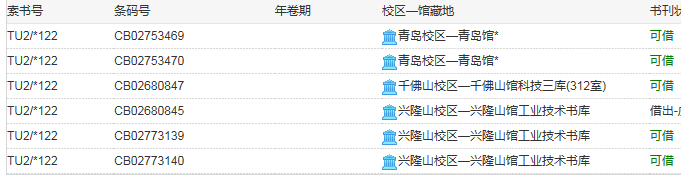 索书号 条码号 年卷期 校区—馆藏地 书刊状
TU2/*122 CB02753469 青岛校区—青岛馆* 可借
TU2/*122 CB02753470 青岛校区—青岛馆* 可借
TU2/*122 CB02680847 千佛山校区—千佛山馆科技三库(312室) 可借
TU2/*122 CB02680845 兴隆山校区—兴隆山馆工业技术书库 借出-
TU2/*122 CB02773139 兴隆山校区—兴隆山馆工业技术书库 可借
TU2/*122 CB02773140 兴隆山校区—兴隆山馆工业技术书库 可借